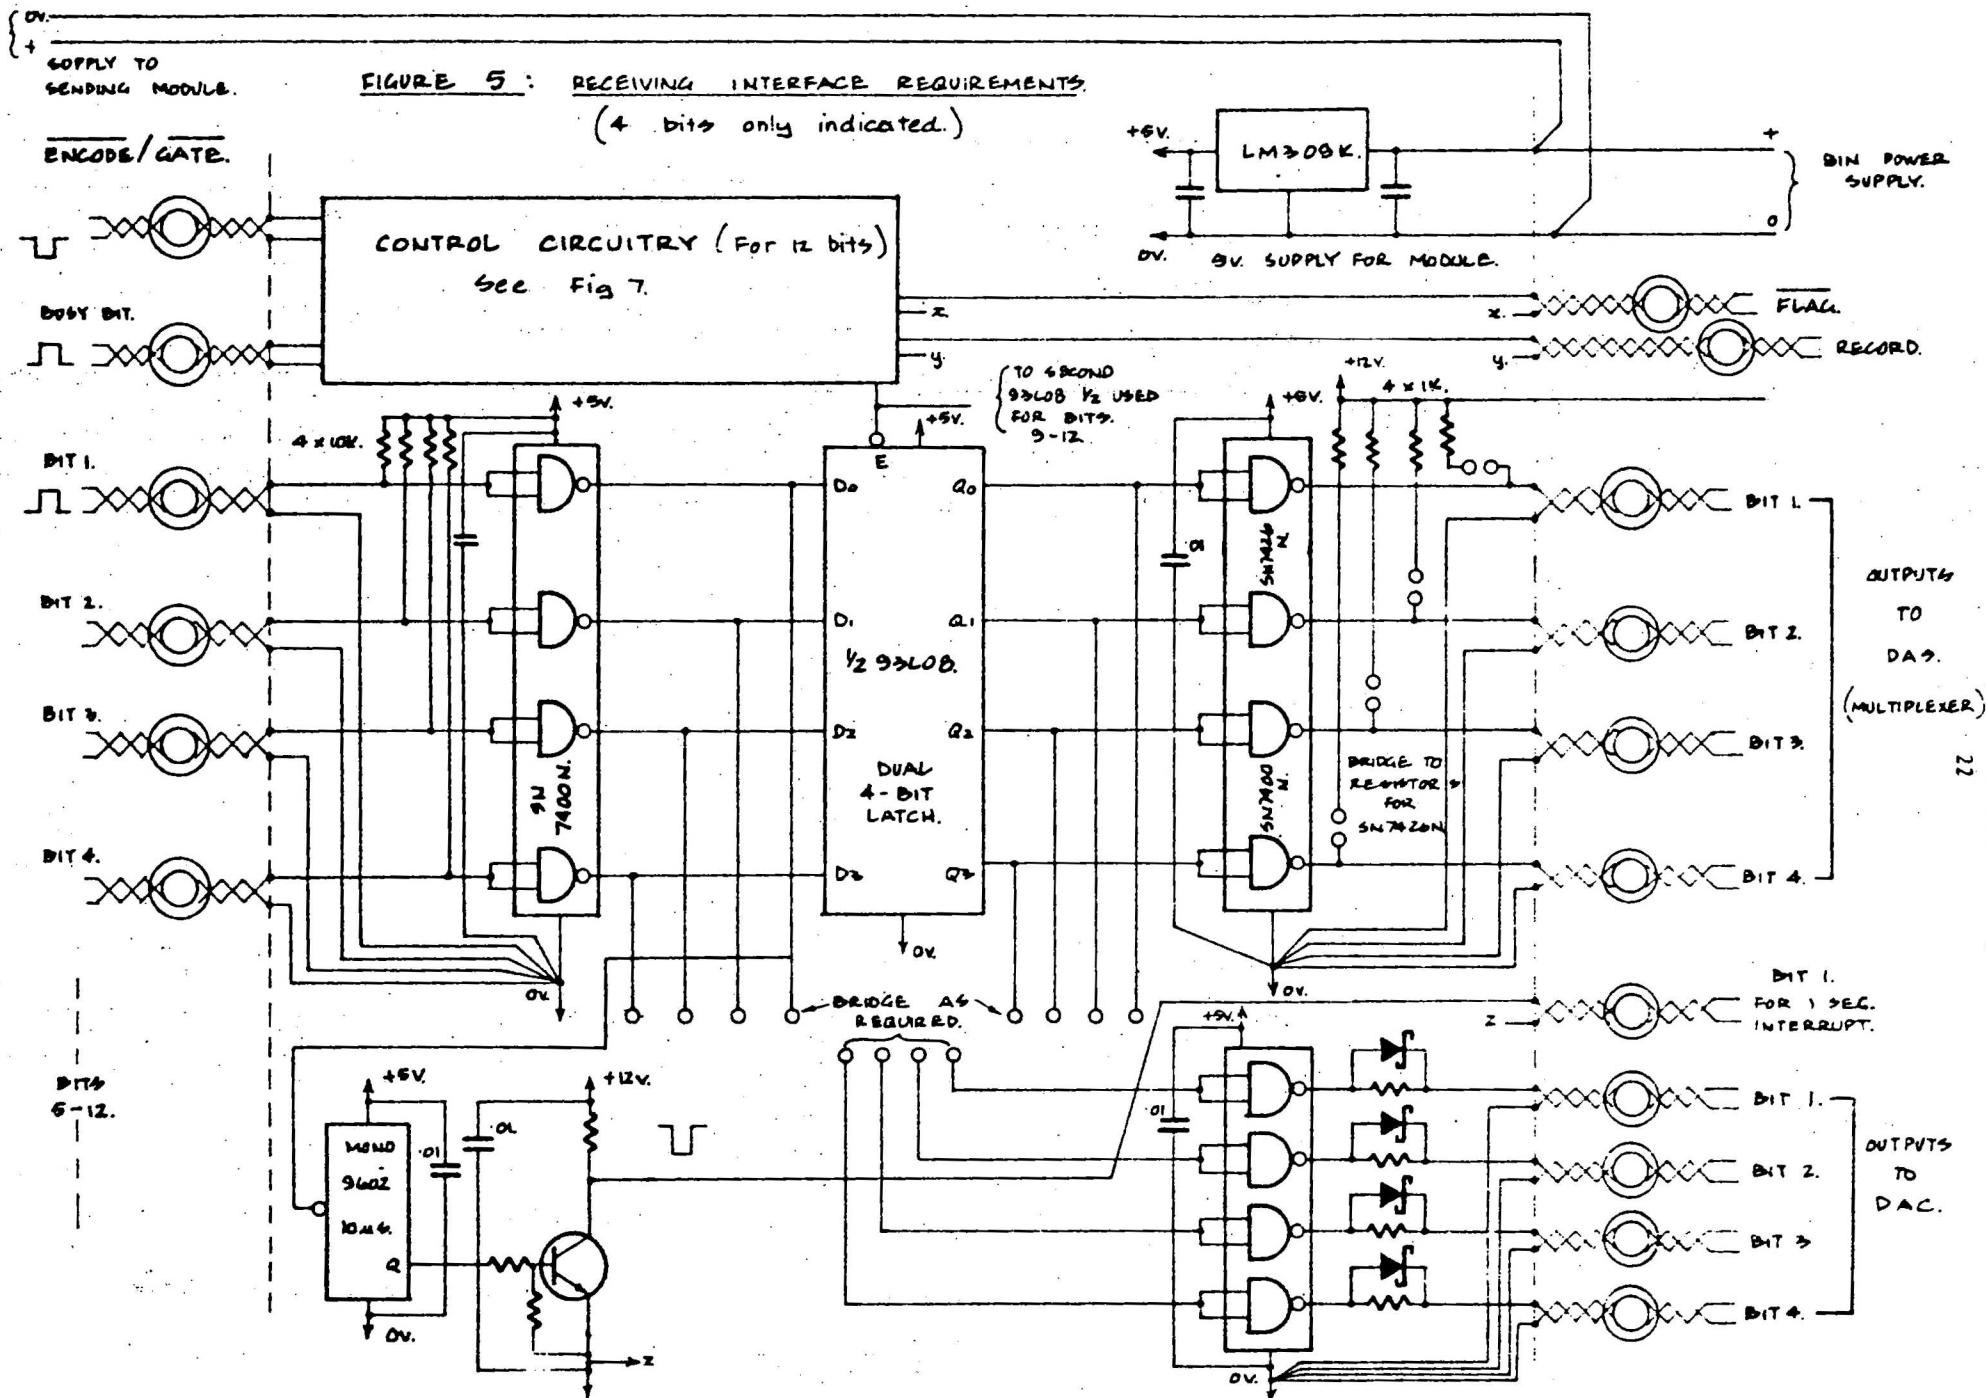 0V.
+
SUPPLY TO
SENDING MODULE.
FIGURE 5 : RECEIVING INTERFACE REQUIREMENTS.
(4 bits only indicated.)
ENCODE/GATE.
CONTROL CIRCUITRY (For 12 bits)
See Fig 7.
+5V.
LM309K.
+
BIN POWER
SUPPLY.
0
0V.
5V. SUPPLY FOR MODULE.
BUSY BIT.
x.
y.
x.
FLAG.
y.
RECORD.
TO SECOND
93L08 1/2 USED
FOR BITS.
9-12.
+12V.
4 x 1K.
+5V.
4 x 10K.
+5V.
+5V.
BIT 1.
E
D0
Q0
.01
SN7426
N.
BIT 1.
BIT 2.
D1
Q1
1/2 93L08.
BIT 2.
BIT 3.
D2
Q2
SN
7400N.
DUAL
4-BIT
LATCH.
SN7400
N.
BRIDGE TO
RESISTORS
FOR
SN7426N
BIT 3.
BIT 4.
D3
Q3
BIT 4.
OUTPUTS
TO
DAS.
(MULTIPLEXER)
22
0V.
0V.
0V.
BRIDGE AS
REQUIRED.
z
BIT 1.
FOR 1 SEC.
INTERRUPT.
BITS
5-12.
+5V.
+12V.
+5V.
MONO
9602
10µs.
Q
.01
.01
.01
BIT 1.
BIT 2.
BIT 3
BIT 4.
OUTPUTS
TO
DAC.
0V.
z
0V.